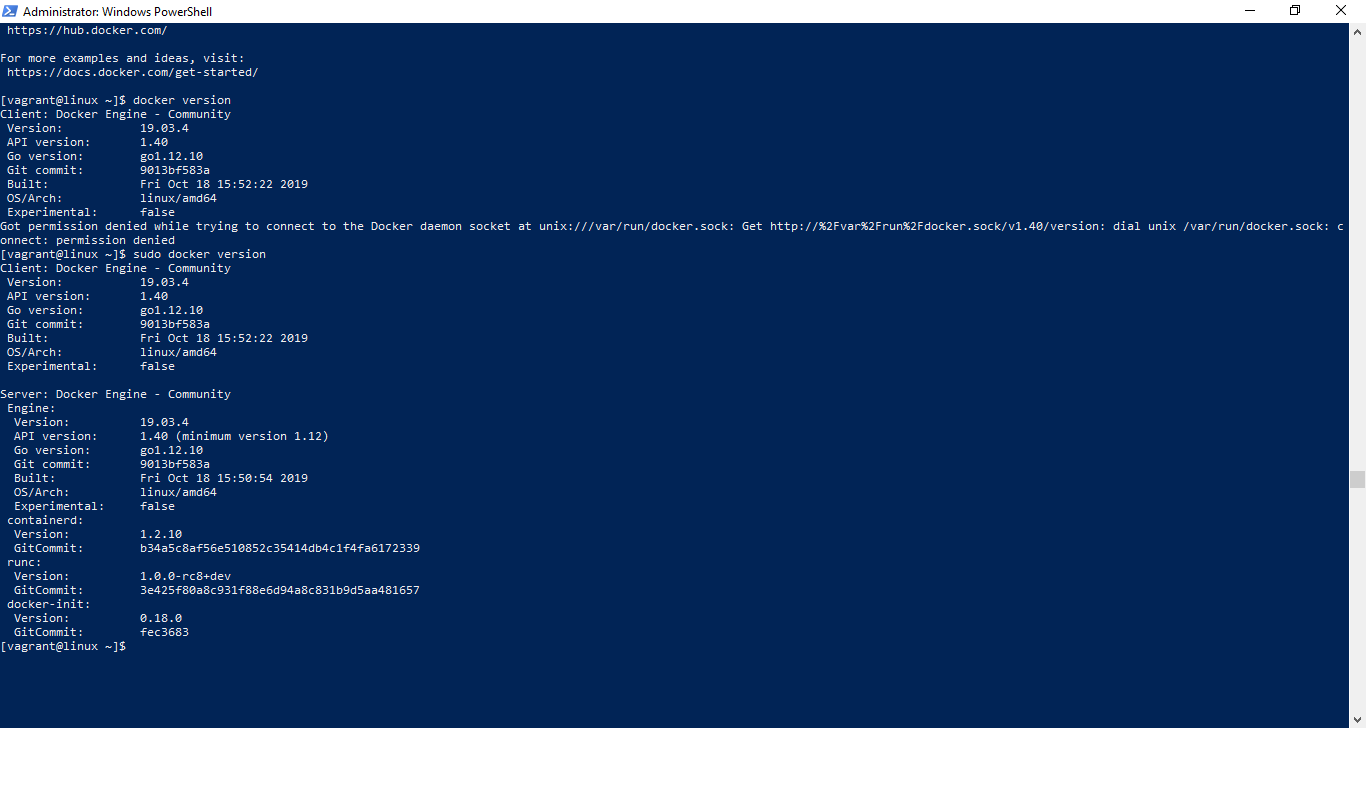 Administrator: Windows PowerShell
https://hub.docker.com/
For more examples and ideas, visit:
https://docs.docker.com/get-started/
[vagrant@linux ~]$ docker version
Client: Docker Engine - Community
Version: 19.03.4
API version: 1.40
Go version: go1.12.10
Git commit: 9013bf583a
Built: Fri Oct 18 15:52:22 2019
OS/Arch: linux/amd64
Experimental: false
Got permission denied while trying to connect to the Docker daemon socket at unix:///var/run/docker.sock: Get http://%2Fvar%2Frun%2Fdocker.sock/v1.40/version: dial unix /var/run/docker.sock: c
onnect: permission denied
[vagrant@linux ~]$ sudo docker version
Client: Docker Engine - Community
Version: 19.03.4
API version: 1.40
Go version: go1.12.10
Git commit: 9013bf583a
Built: Fri Oct 18 15:52:22 2019
OS/Arch: linux/amd64
Experimental: false
Server: Docker Engine - Community
Engine:
Version: 19.03.4
API version: 1.40 (minimum version 1.12)
Go version: go1.12.10
Git commit: 9013bf583a
Built: Fri Oct 18 15:50:54 2019
OS/Arch: linux/amd64
Experimental: false
containerd:
Version: 1.2.10
GitCommit: b34a5c8af56e510852c35414db4c1f4fa6172339
runc:
Version: 1.0.0-rc8+dev
GitCommit: 3e425f80a8c931f88e6d94a8c831b9d5aa481657
docker-init:
Version: 0.18.0
GitCommit: fec3683
[vagrant@linux ~]$